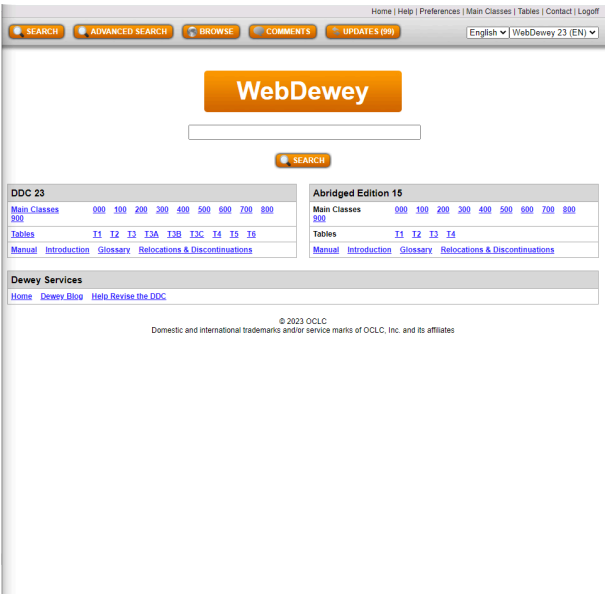 Home | Help | Preferences | Main Classes | Tables | Contact | Logoff
SEARCH ADVANCED SEARCH BROWSE COMMENTS UPDATES (99) English WebDewey 23 (EN)
WebDewey
SEARCH
DDC 23
Main Classes 000 100 200 300 400 500 600 700 800
900
Tables T1 T2 T3 T3A T3B T3C T4 T5 T6
Manual Introduction Glossary Relocations & Discontinuations
Abridged Edition 15
Main Classes 000 100 200 300 400 500 600 700 800
900
Tables T1 T2 T3 T4
Manual Introduction Glossary Relocations & Discontinuations
Dewey Services
Home Dewey Blog Help Revise the DDC
© 2023 OCLC
Domestic and international trademarks and/or service marks of OCLC, Inc. and its affiliates